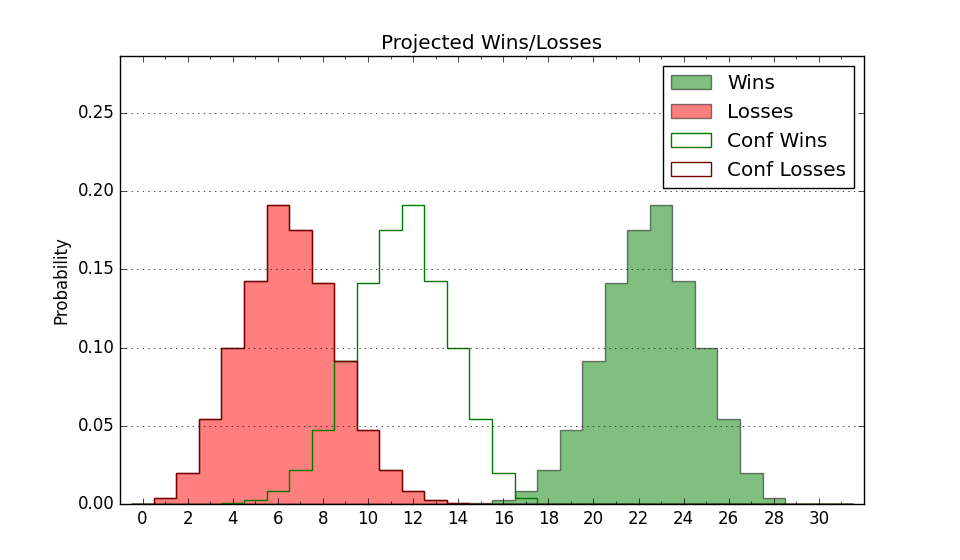 Projected Wins/Losses
Wins
Losses
Conf Wins
Conf Losses
Probability
0.25
0.20
0.15
0.10
0.05
0.00
0 2 4 6 8 10 12 14 16 18 20 22 24 26 28 30